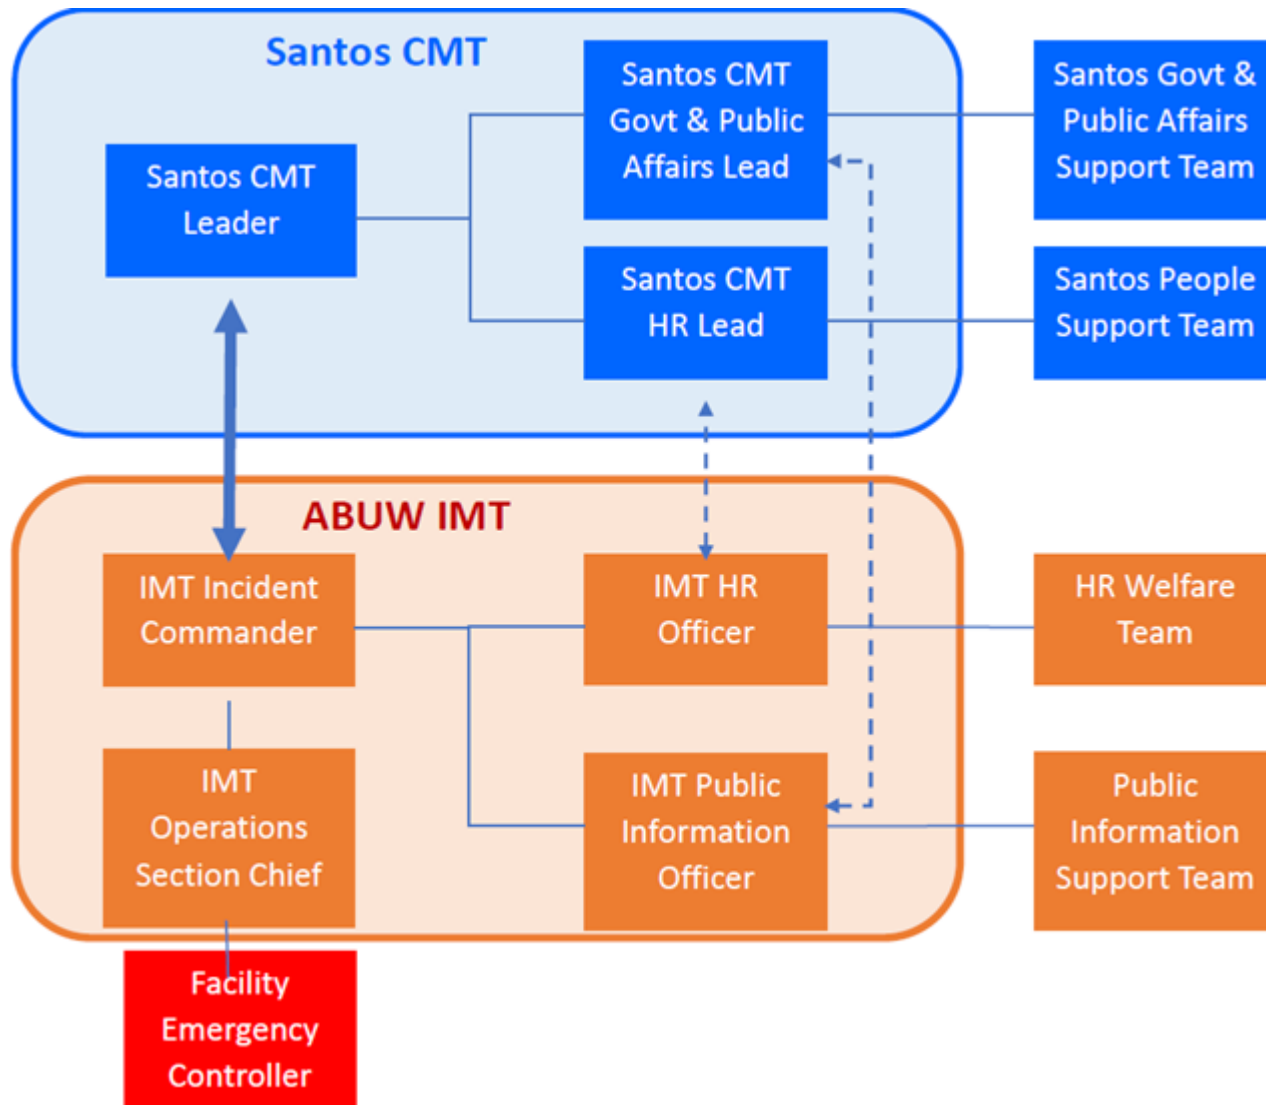 Santos CMT
Santos CMT
Leader
Santos CMT
Govt & Public
Affairs Lead
Santos Govt &
Public Affairs
Support Team
Santos CMT
HR Lead
Santos People
Support Team
ABUW IMT
IMT Incident
Commander
IMT HR
Officer
HR Welfare
Team
IMT
Operations
Section Chief
IMT Public
Information
Officer
Public
Information
Support Team
Facility
Emergency
Controller